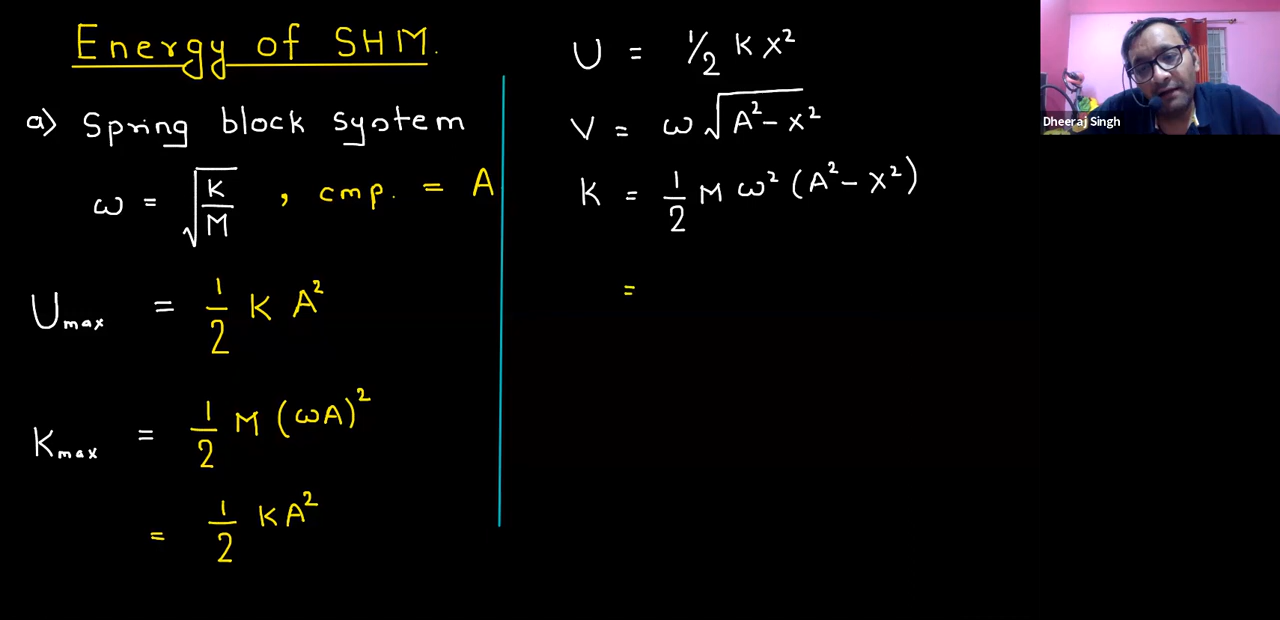 Energy of SHM.
a) Spring block system
ω = √(K/M) , cmp. = A
Umax = 1/2 K A²
Kmax = 1/2 M (ωA)²
= 1/2 KA²
U = 1/2 K x²
V = ω √(A² - x²)
K = 1/2 M ω² (A² - x²)
=
Dheeraj Singh